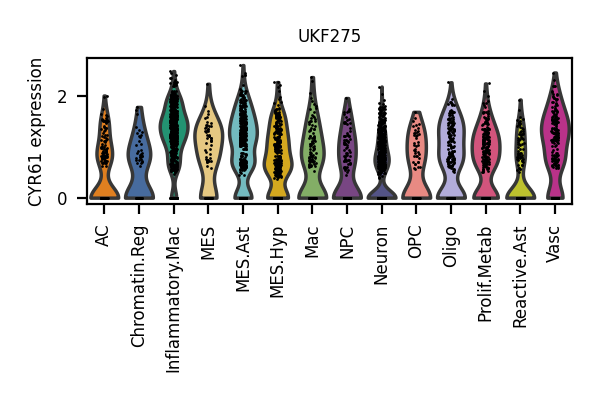 UKF275
CYR61 expression
2
0
AC
Chromatin.Reg
Inflammatory.Mac
MES
MES.Ast
MES.Hyp
Mac
NPC
Neuron
OPC
Oligo
Prolif.Metab
Reactive.Ast
Vasc